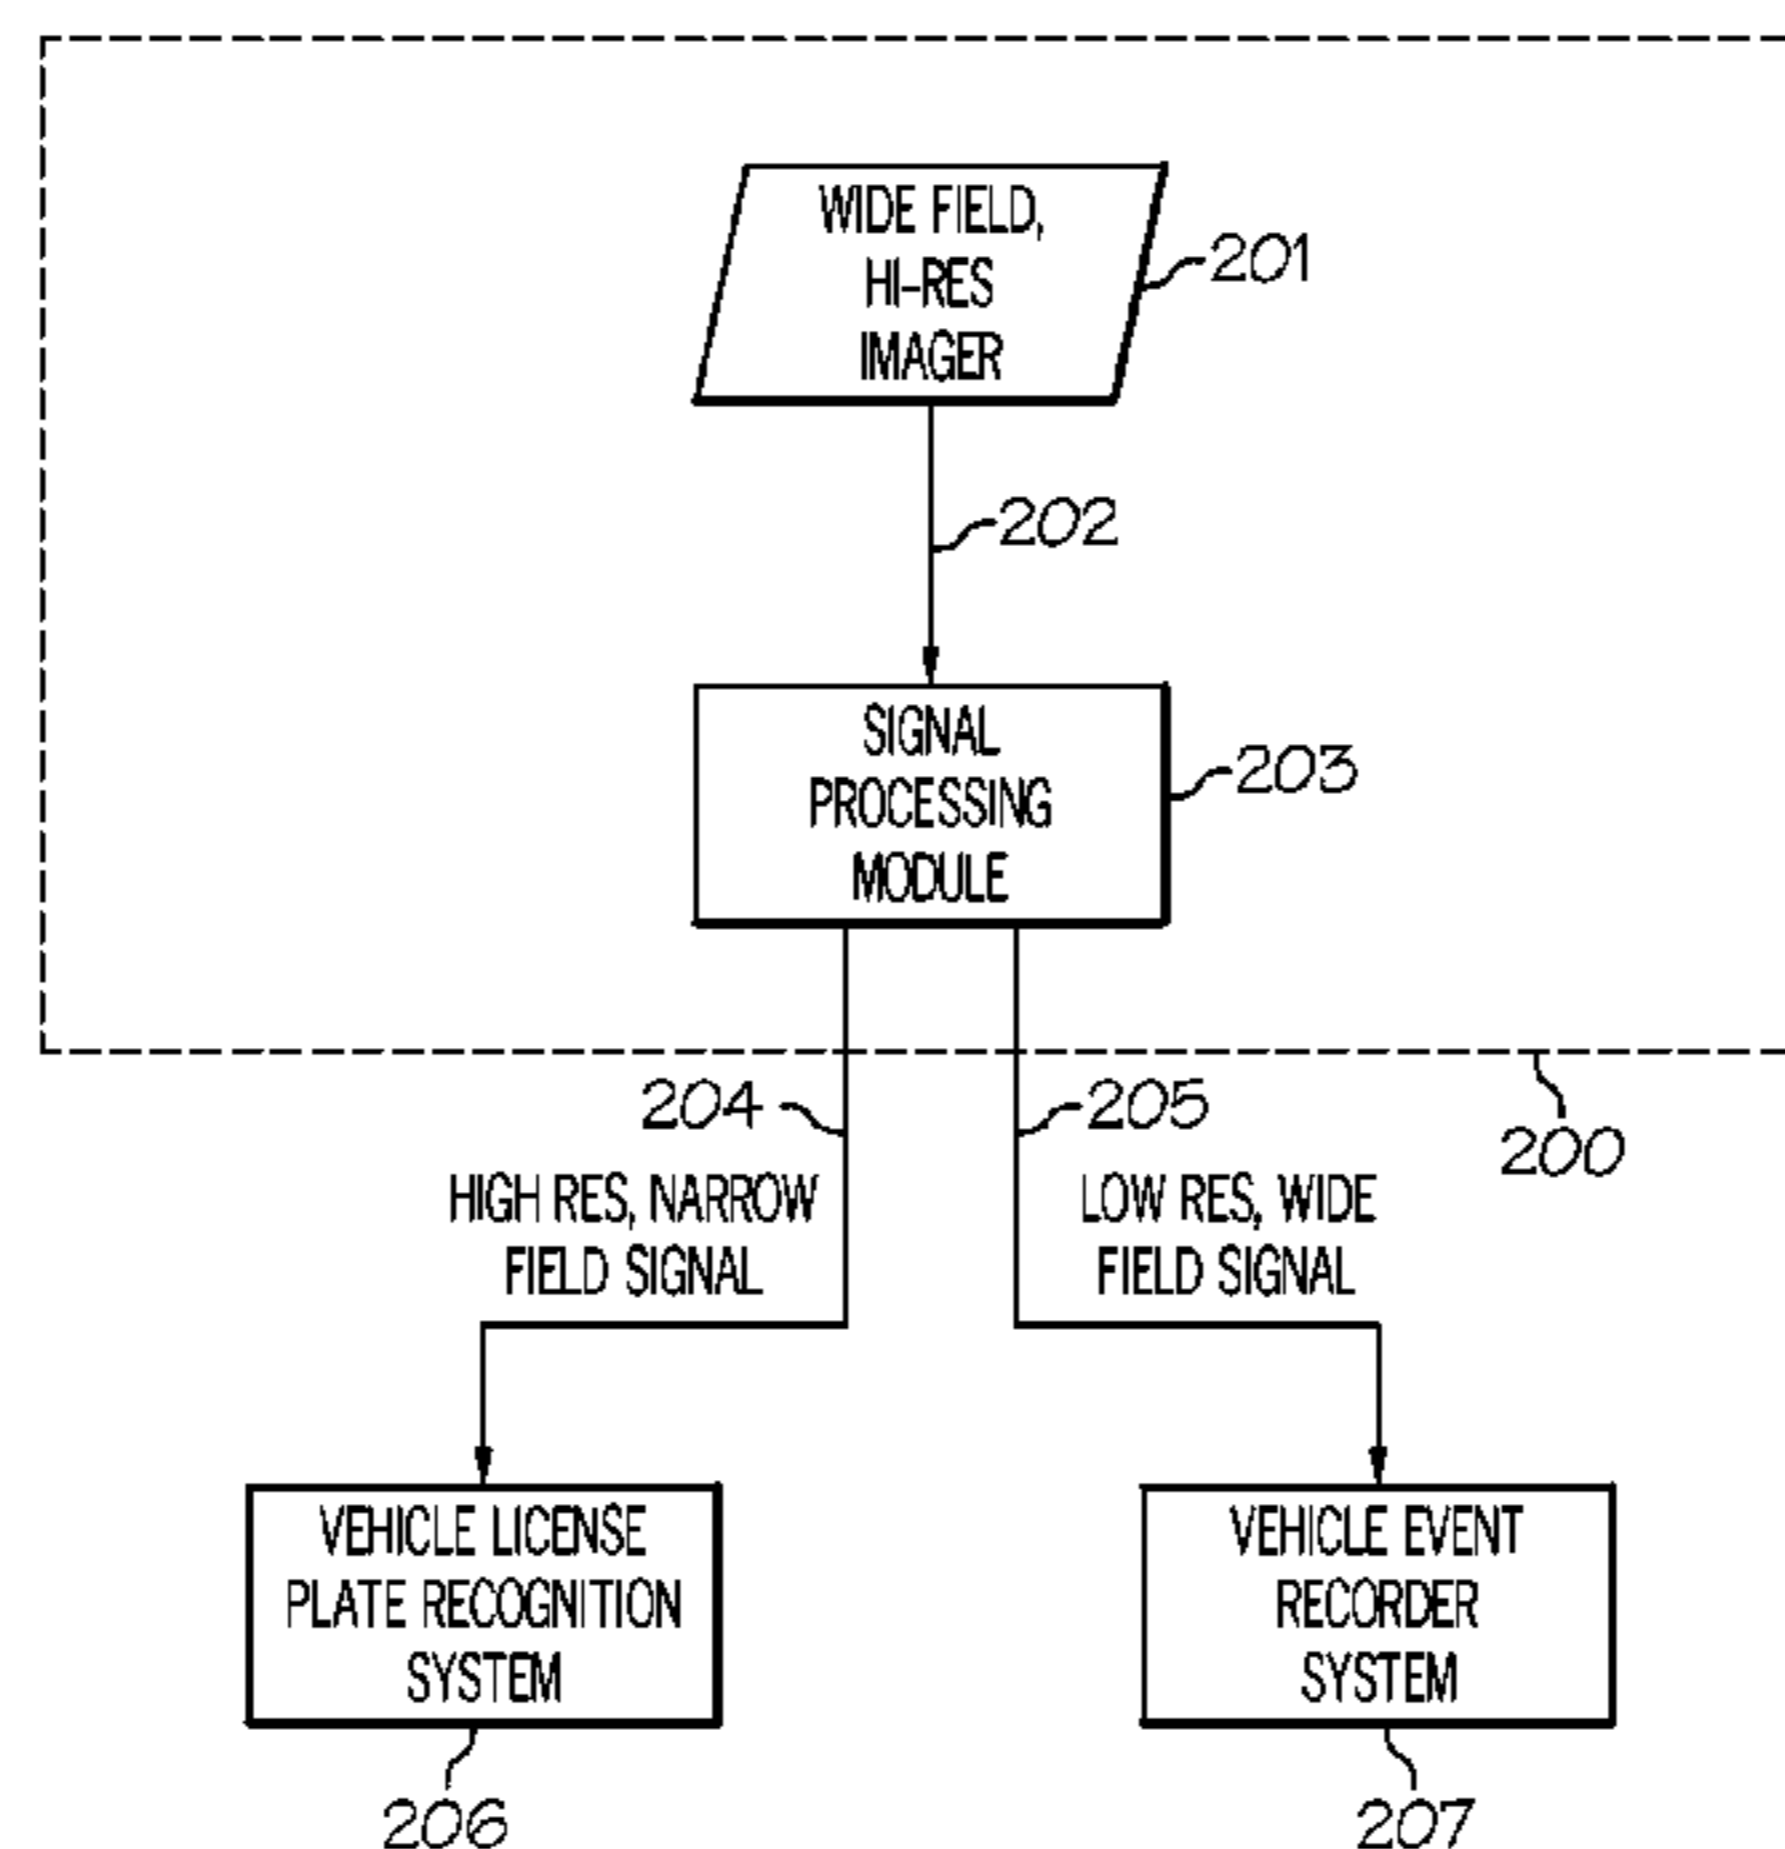 WIDE FIELD,
HI-RES
IMAGER
201
202
SIGNAL
PROCESSING
MODULE
203
204
205
200
HIGH RES, NARROW
FIELD SIGNAL
LOW RES, WIDE
FIELD SIGNAL
VEHICLE LICENSE
PLATE RECOGNITION
SYSTEM
VEHICLE EVENT
RECORDER
SYSTEM
206
207